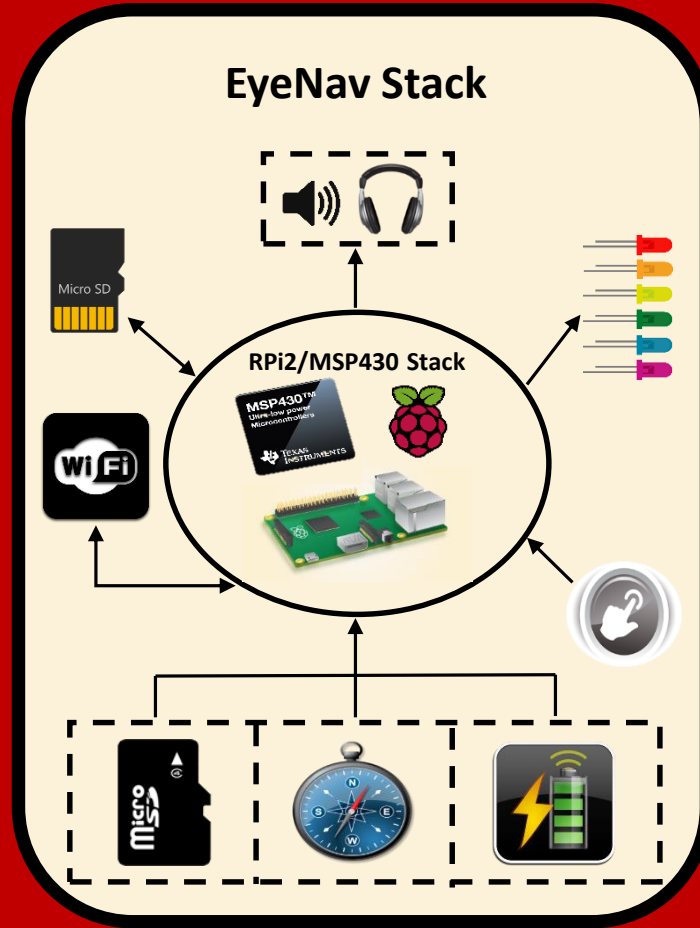 EyeNav Stack
Micro SD
RPi2/MSP430 Stack
MSP430™
Ultra-low power
Microcontrollers
TEXAS
INSTRUMENTS
Wi Fi
Micro
SD
N
S
E
W